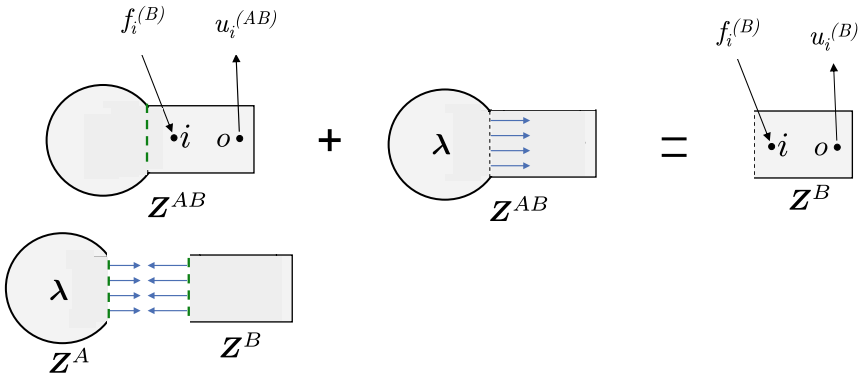 f_i^(B) u_i^(AB) f_i^(B) u_i^(B)
i o + λ = i o
Z^AB Z^AB Z^B
λ
Z^A Z^B